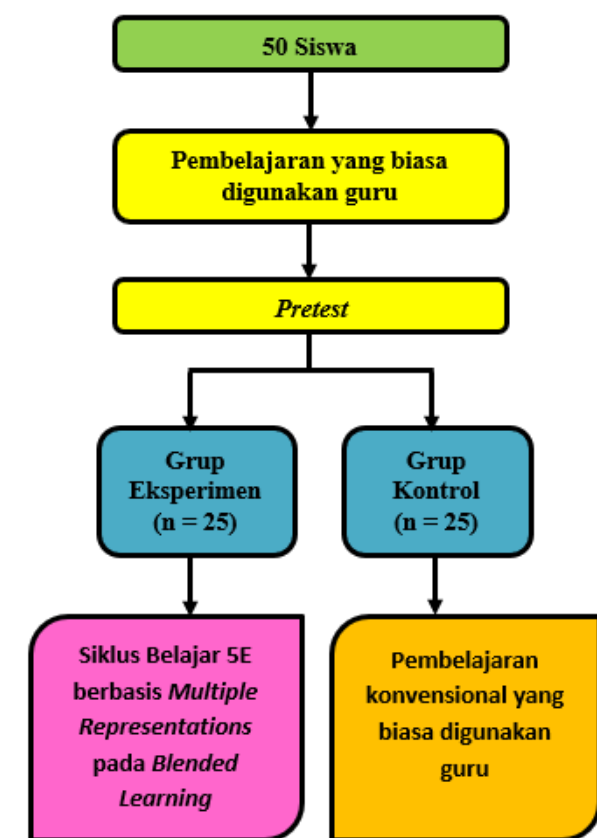 50 Siswa
Pembelajaran yang biasa
digunakan guru
Pretest
Grup
Eksperimen
(n = 25)
Grup
Kontrol
(n = 25)
Siklus Belajar 5E
berbasis Multiple
Representations
pada Blended
Learning
Pembelajaran
konvensional yang
biasa digunakan
guru